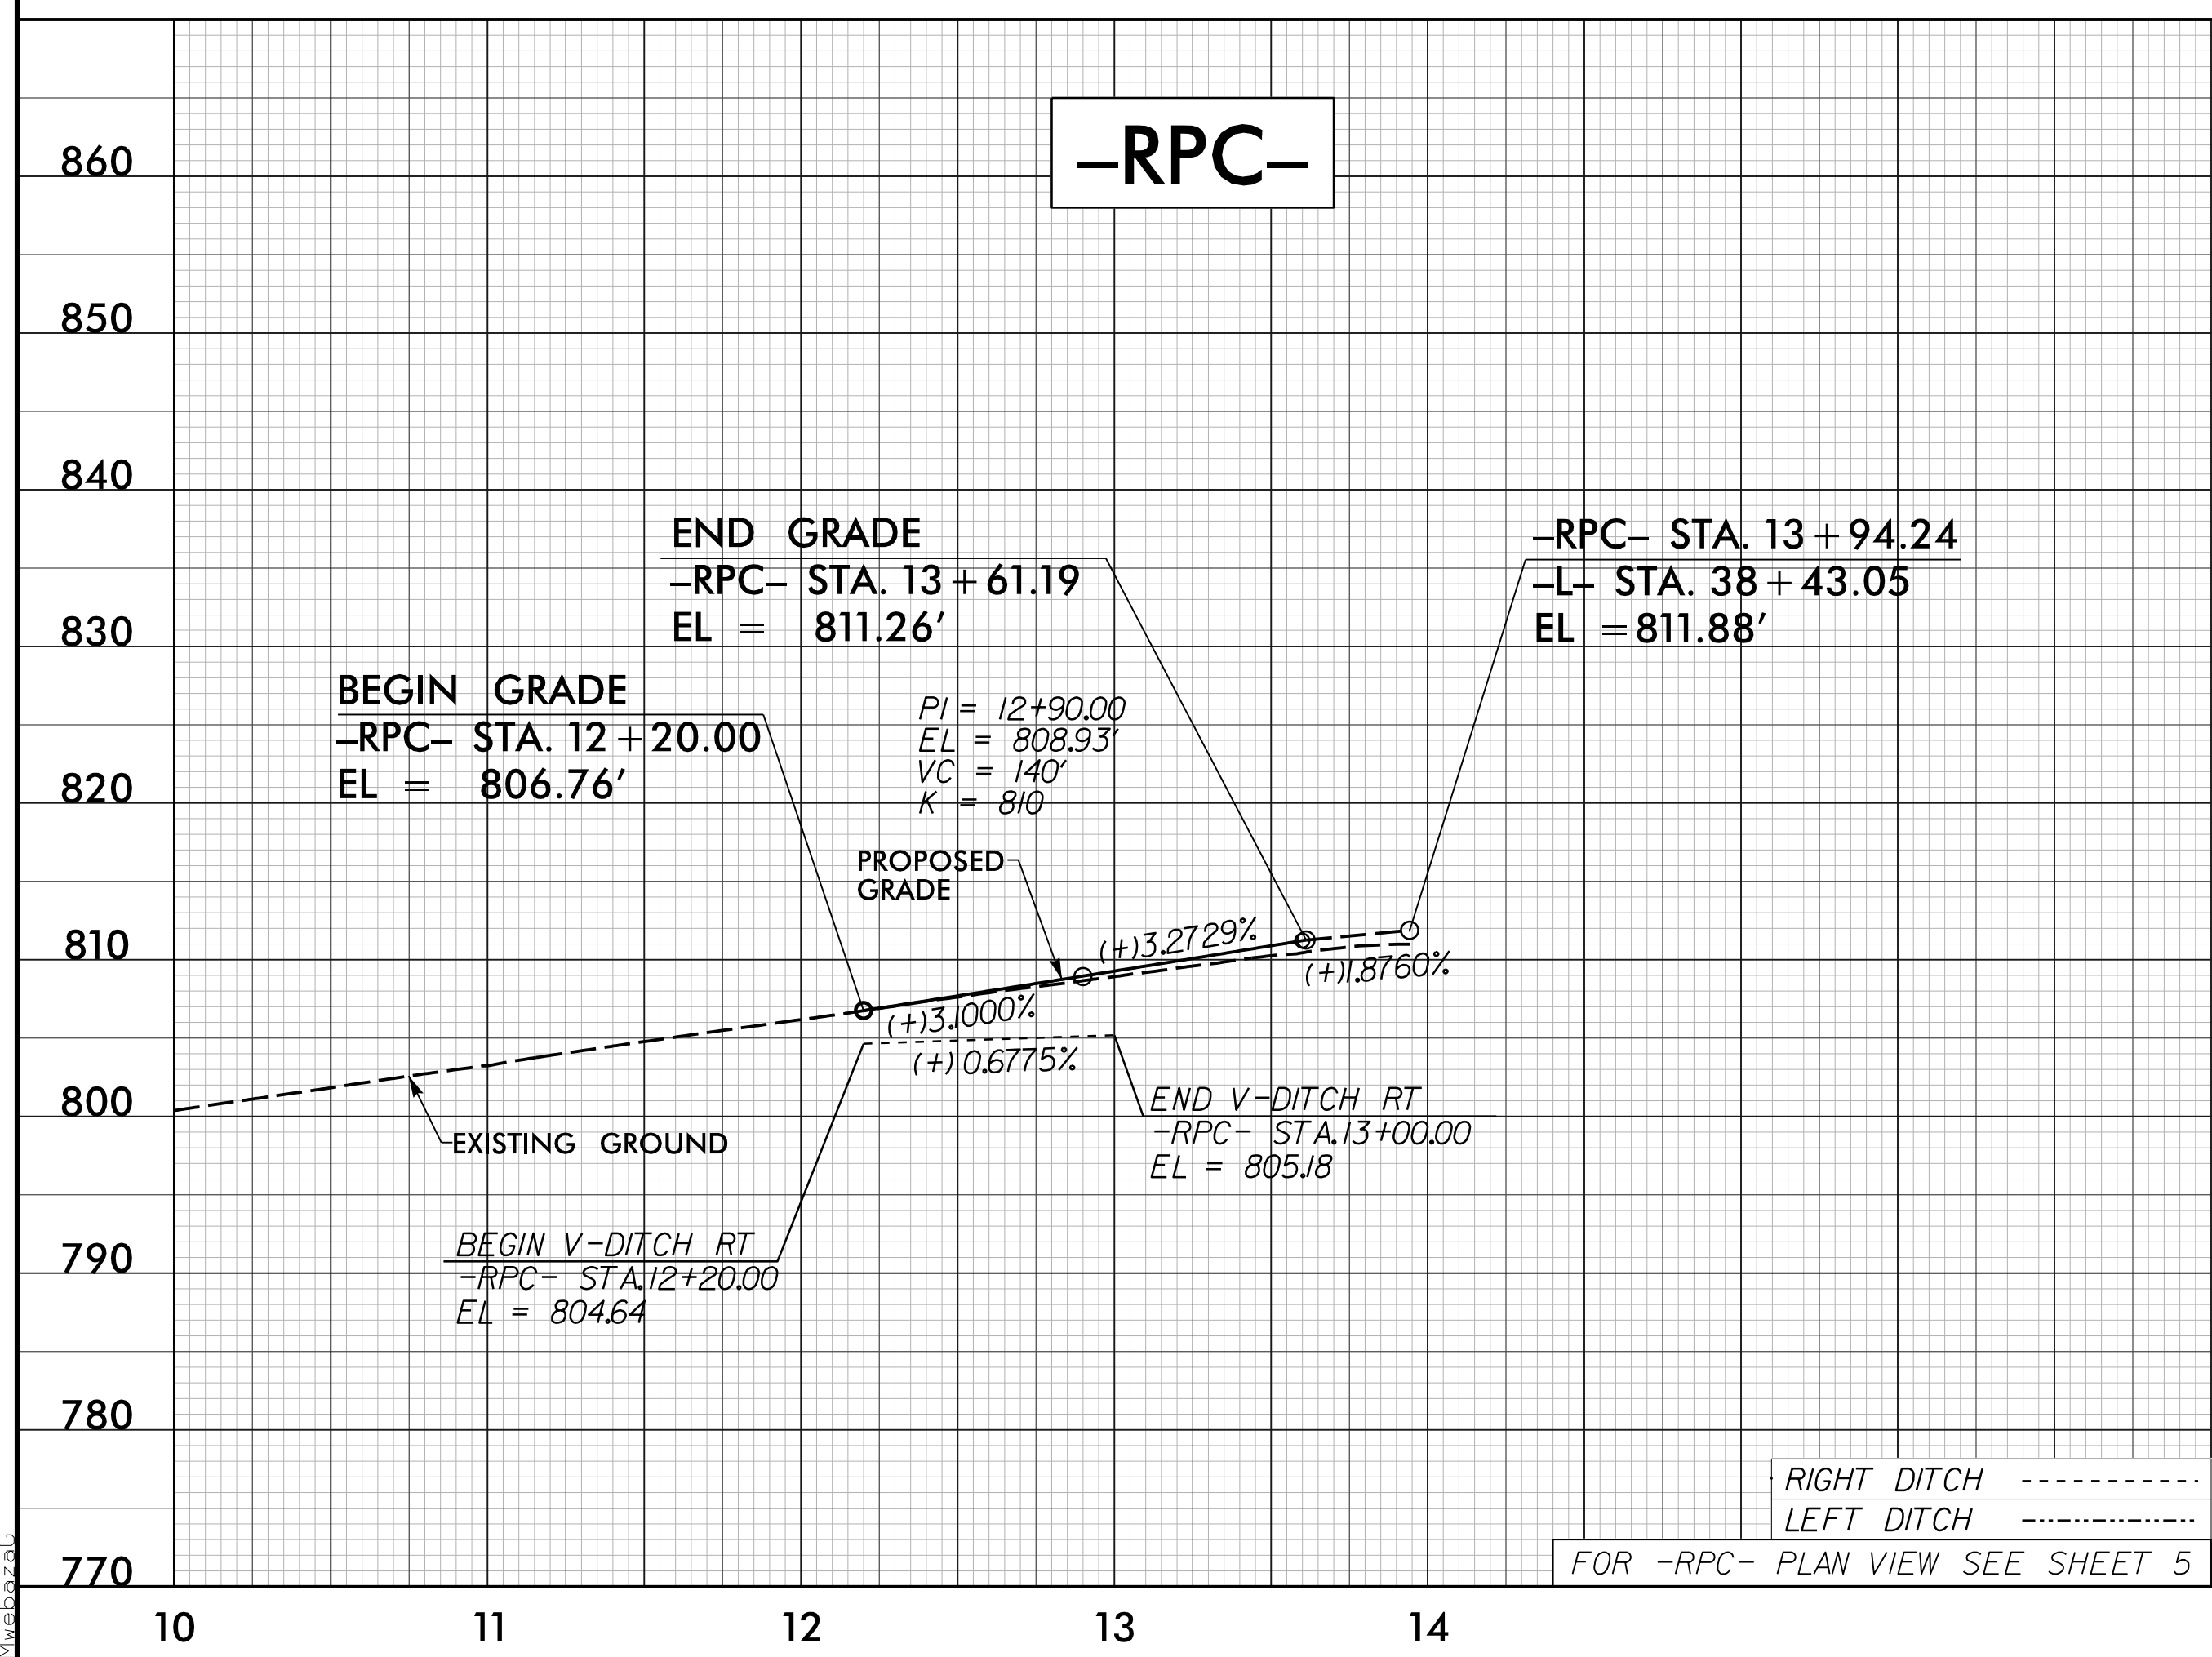 –RPC–
860
850
840
830
820
810
800
790
780
770
END GRADE
–RPC– STA. 13+61.19
EL = 811.26'
–RPC– STA. 13+94.24
–L– STA. 38+43.05
EL =811.88'
BEGIN GRADE
–RPC– STA. 12+20.00
EL = 806.76'
PI = 12+90.00
EL = 808.93'
VC = 140'
K = 810
PROPOSED
GRADE
(+)3.2729%
(+)1.8760%
(+)3.1000%
(+)0.6775%
EXISTING GROUND
END V-DITCH RT
-RPC- STA.13+00.00
EL = 805.18
BEGIN V-DITCH RT
-RPC- STA.12+20.00
EL = 804.64
RIGHT DITCH
LEFT DITCH
FOR -RPC- PLAN VIEW SEE SHEET 5
10 11 12 13 14